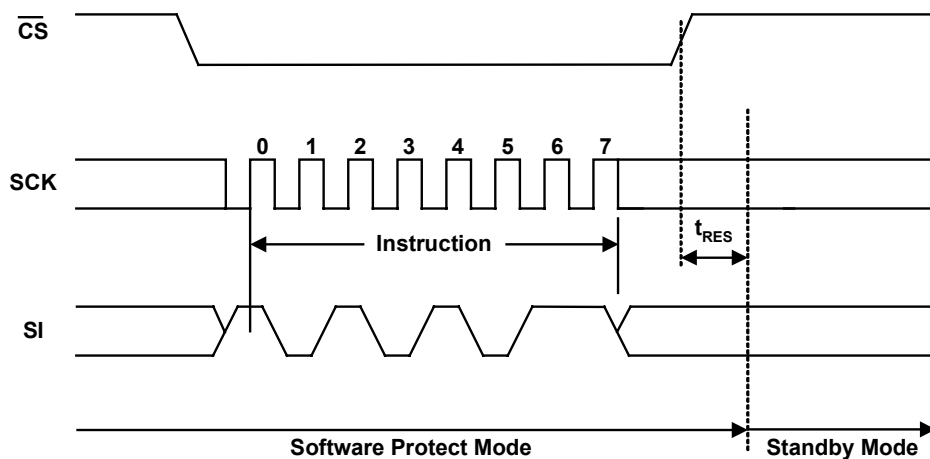 CS
0 1 2 3 4 5 6 7
SCK
tRES
Instruction
SI
Software Protect Mode
Standby Mode